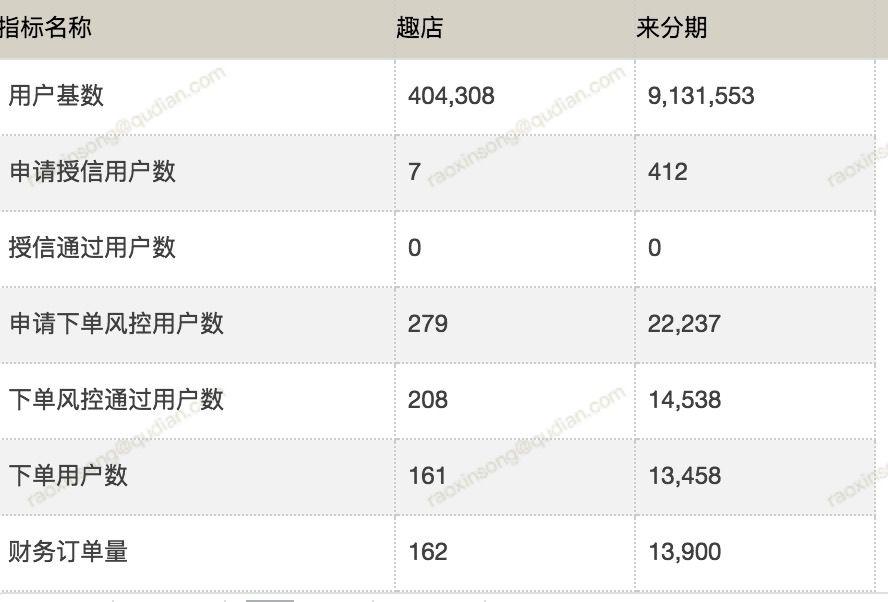 指标名称 趣店 来分期
用户基数 404,308 9,131,553
申请授信用户数 7 412
授信通过用户数 0 0
申请下单风控用户数 279 22,237
下单风控通过用户数 208 14,538
下单用户数 161 13,458
财务订单量 162 13,900
raoxinsong@qudian.com
raoxinsong@qudian.com
raoxins
raoxinsong@qudian.com
raoxinsong@qudian.com
raoxins